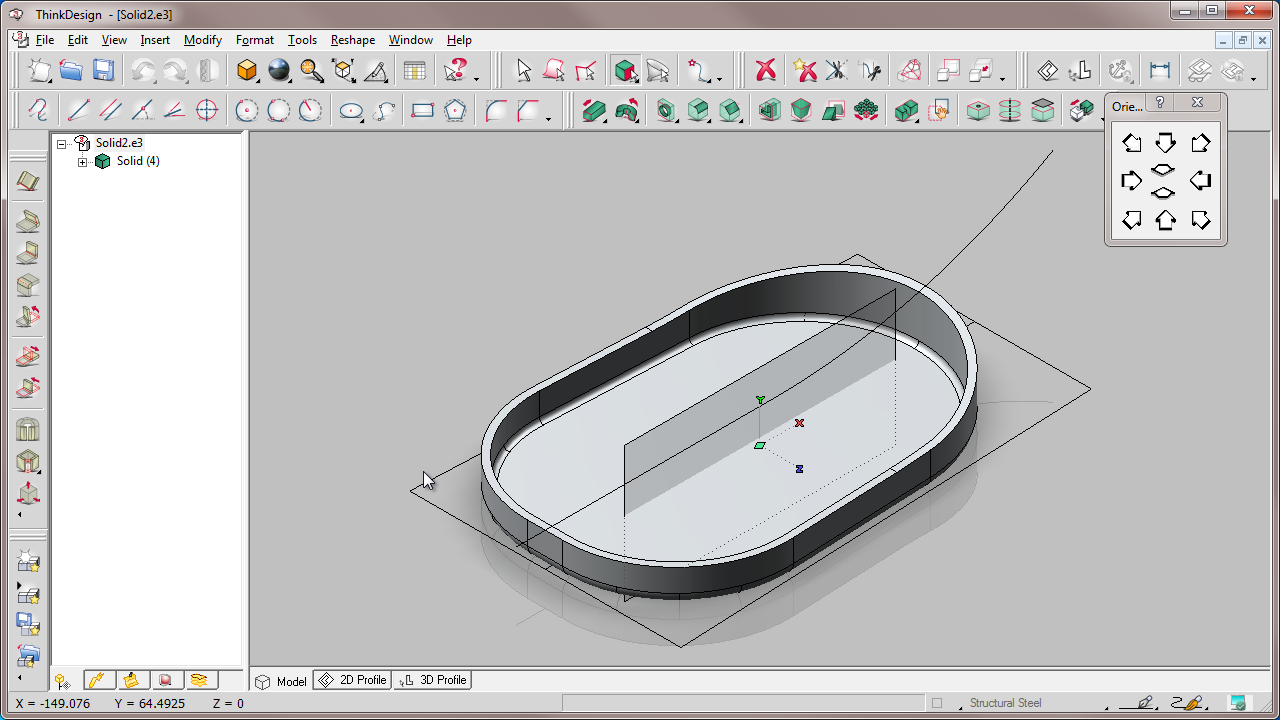 ThinkDesign - [Solid2.e3]
File Edit View Insert Modify Format Tools Reshape Window Help
Orie... ?
Solid2.e3
Solid (4)
Y
X
Z
Model 2D Profile 3D Profile
X = -149.076 Y = 64.4925 Z = 0 Structural Steel